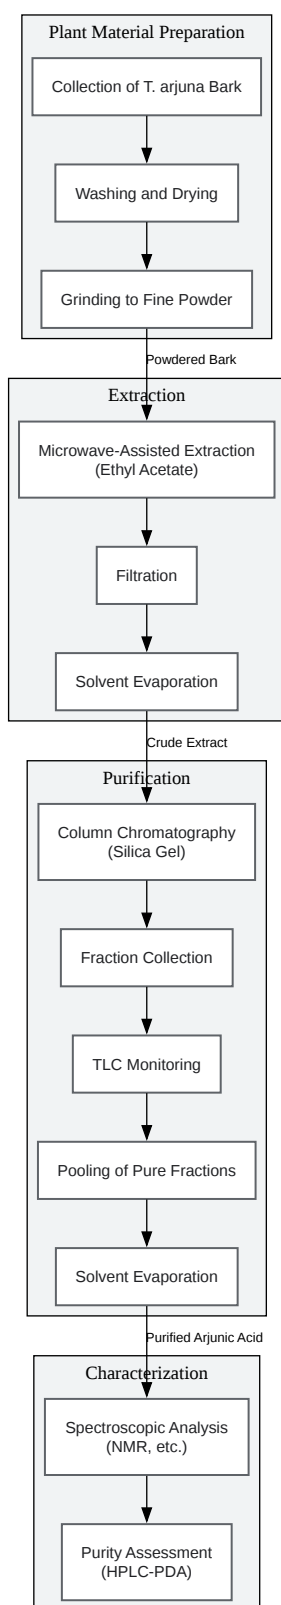 Plant Material Preparation
Collection of T. arjuna Bark
Washing and Drying
Grinding to Fine Powder
Powdered Bark
Extraction
Microwave-Assisted Extraction
(Ethyl Acetate)
Filtration
Solvent Evaporation
Crude Extract
Purification
Column Chromatography
(Silica Gel)
Fraction Collection
TLC Monitoring
Pooling of Pure Fractions
Solvent Evaporation
Purified Arjunic Acid
Characterization
Spectroscopic Analysis
(NMR, etc.)
Purity Assessment
(HPLC-PDA)